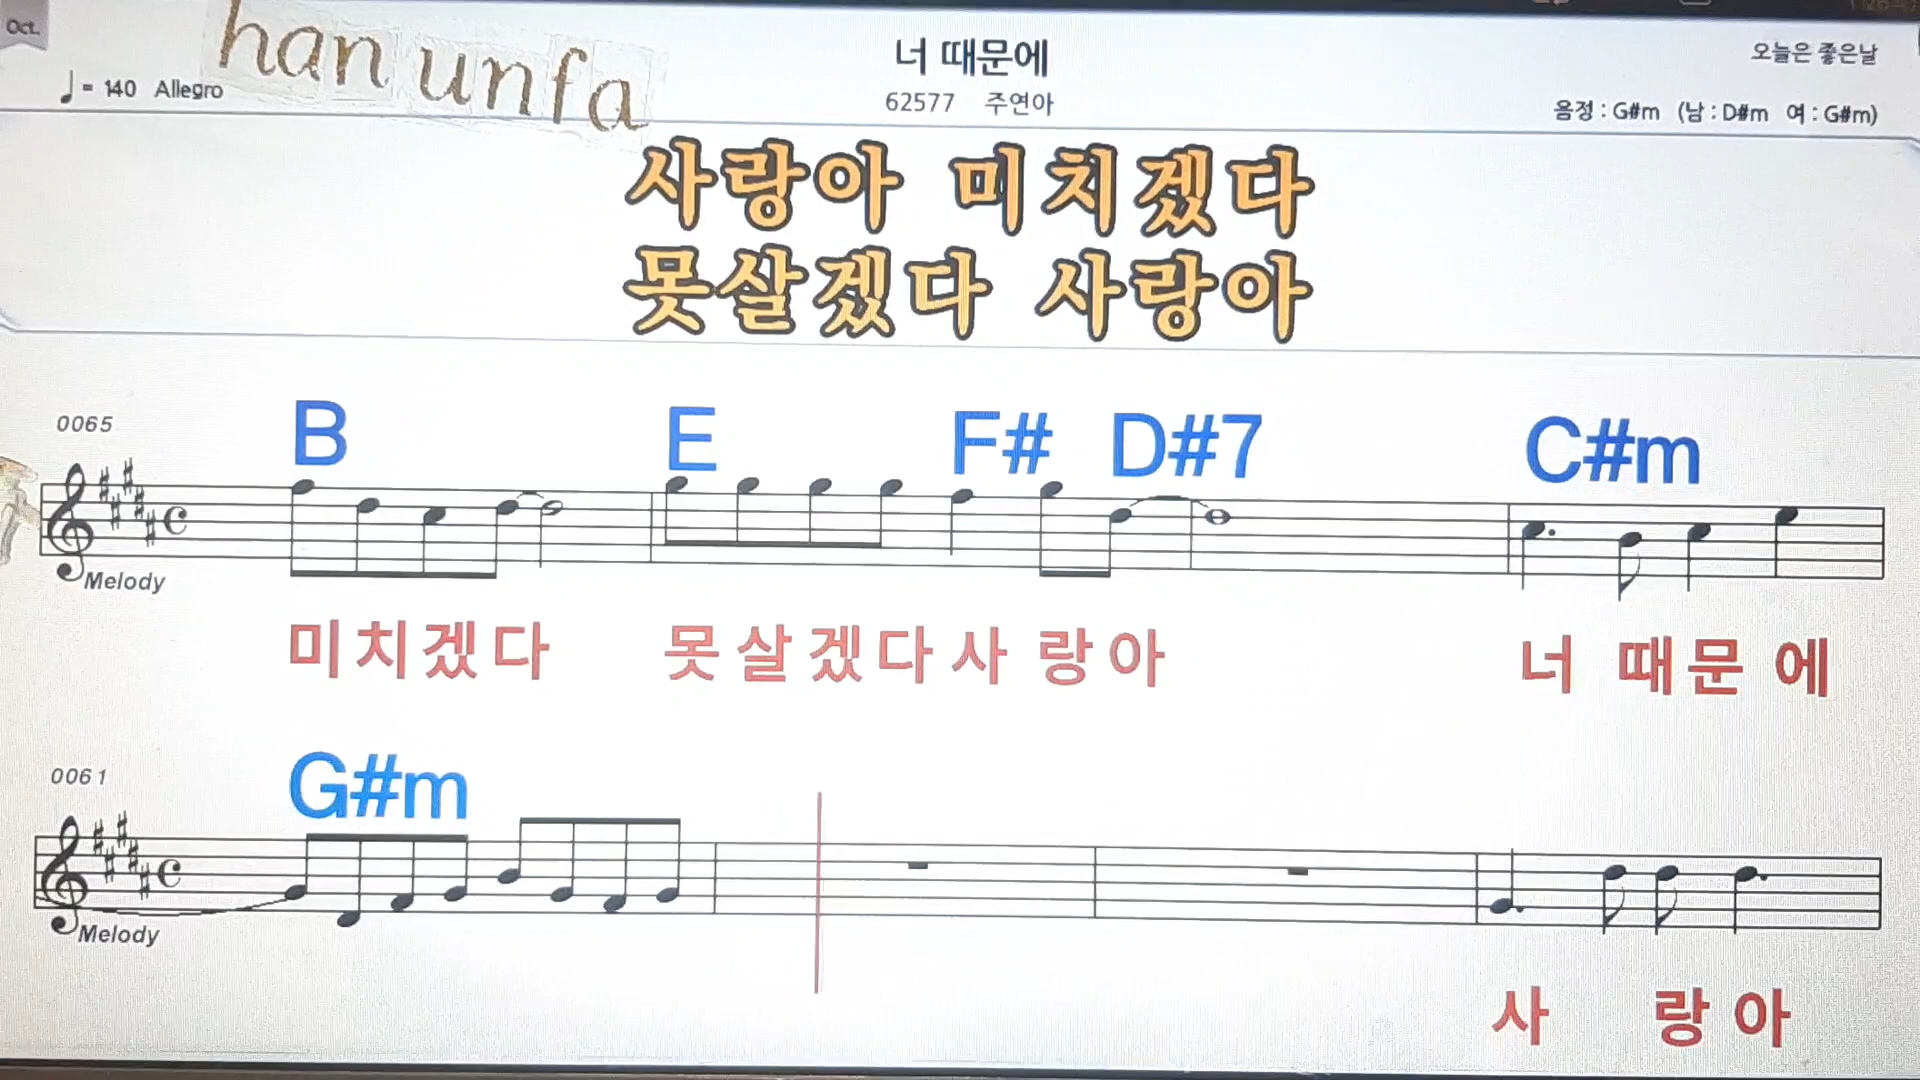 Oct.
han unfa
너 때문에
오늘은 좋은날
♩= 140 Allegro
62577 주연아
음정 : G#m (남 : D#m 여 : G#m)
사랑아 미치겠다
못살겠다 사랑아
0065
B E F# D#7 C#m
Melody
미치겠다 못살겠다사랑아 너 때문에
0061
G#m
Melody
사 랑아